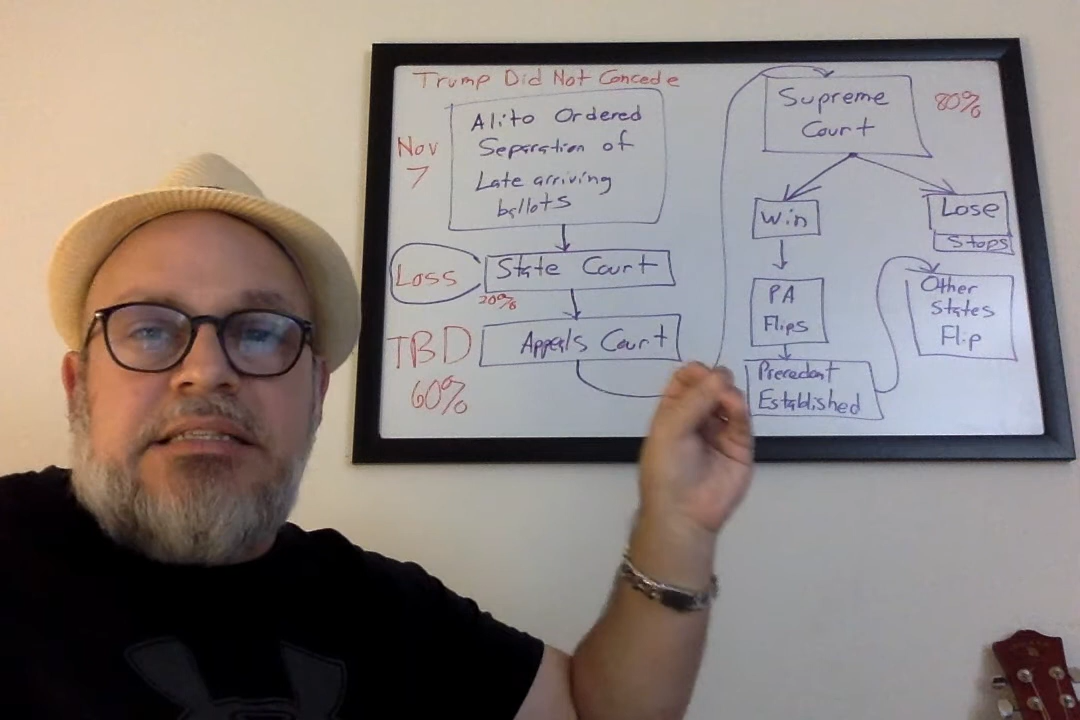 Trump Did Not Concede
Nov
7
Alito Ordered
Separation of
Late arriving
ballots
Loss
State Court
20%
TBD
60%
Appeals Court
Supreme
Court
80%
Win
Lose
Stops
PA
Flips
Precedent
Established
Other
States
Flip